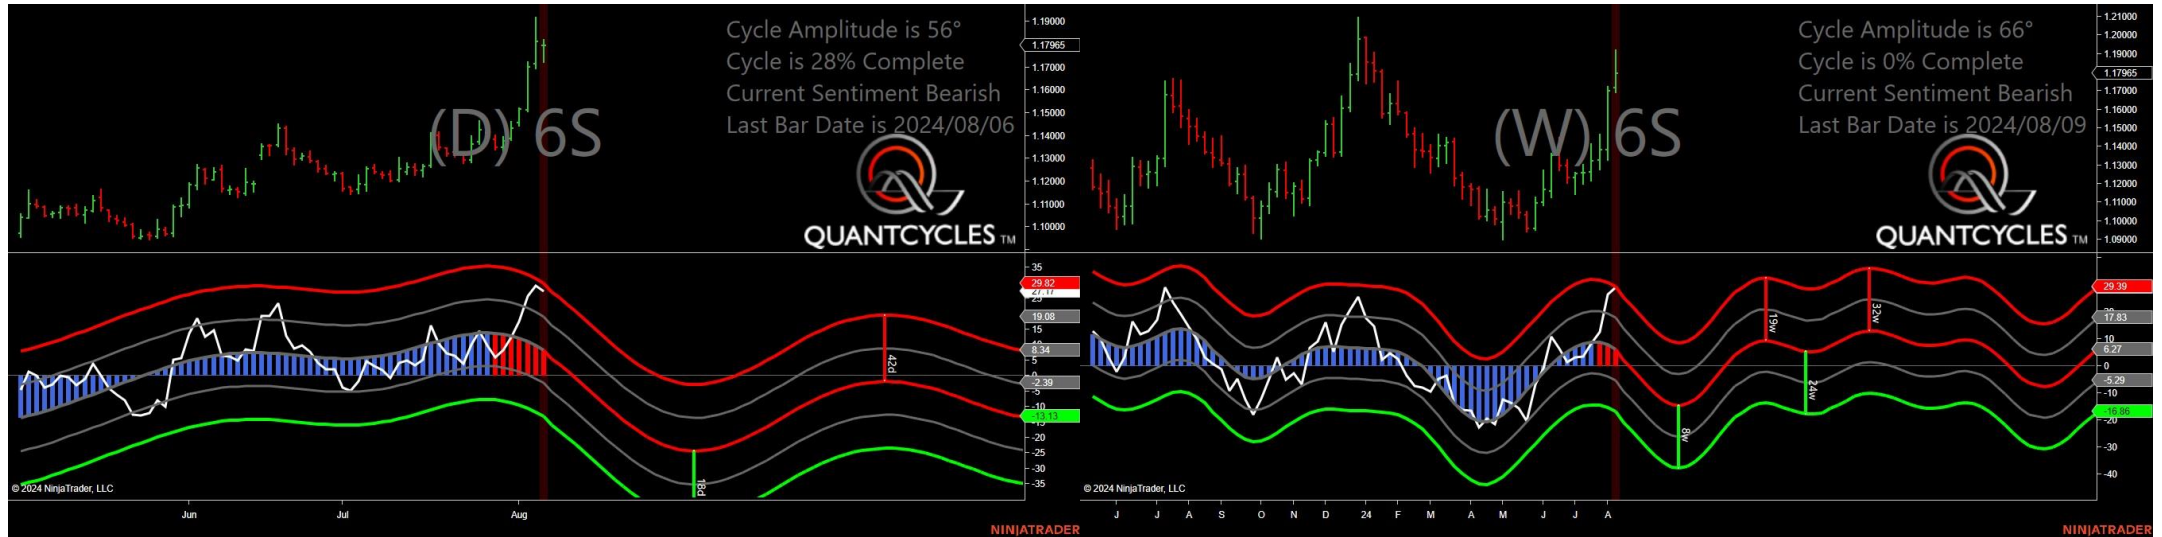 Cycle Amplitude is 56°
Cycle is 28% Complete
Current Sentiment Bearish
Last Bar Date is 2024/08/06
(D) 6S
QUANTCYCLES TM
1.19000
1.17965
1.17000
1.16000
1.15000
1.14000
1.13000
1.12000
1.11000
1.10000
35
29.82
27.17
25
19.08
15
8.34
5
0
-2.39
-5
-10
-13.13
-15
-20
-25
-30
-35
42d
18d
© 2024 NinjaTrader, LLC
Jun
Jul
Aug
NINJATRADER
Cycle Amplitude is 66°
Cycle is 0% Complete
Current Sentiment Bearish
Last Bar Date is 2024/08/09
(W) 6S
QUANTCYCLES TM
1.21000
1.20000
1.19000
1.17965
1.17000
1.16000
1.15000
1.14000
1.13000
1.12000
1.11000
1.10000
1.09000
29.39
17.83
10
6.27
0
-5.29
-16.86
-20
-30
-40
19w
32w
24w
8w
© 2024 NinjaTrader, LLC
J J A S O N D 24 F M A M J J A
NINJATRADER